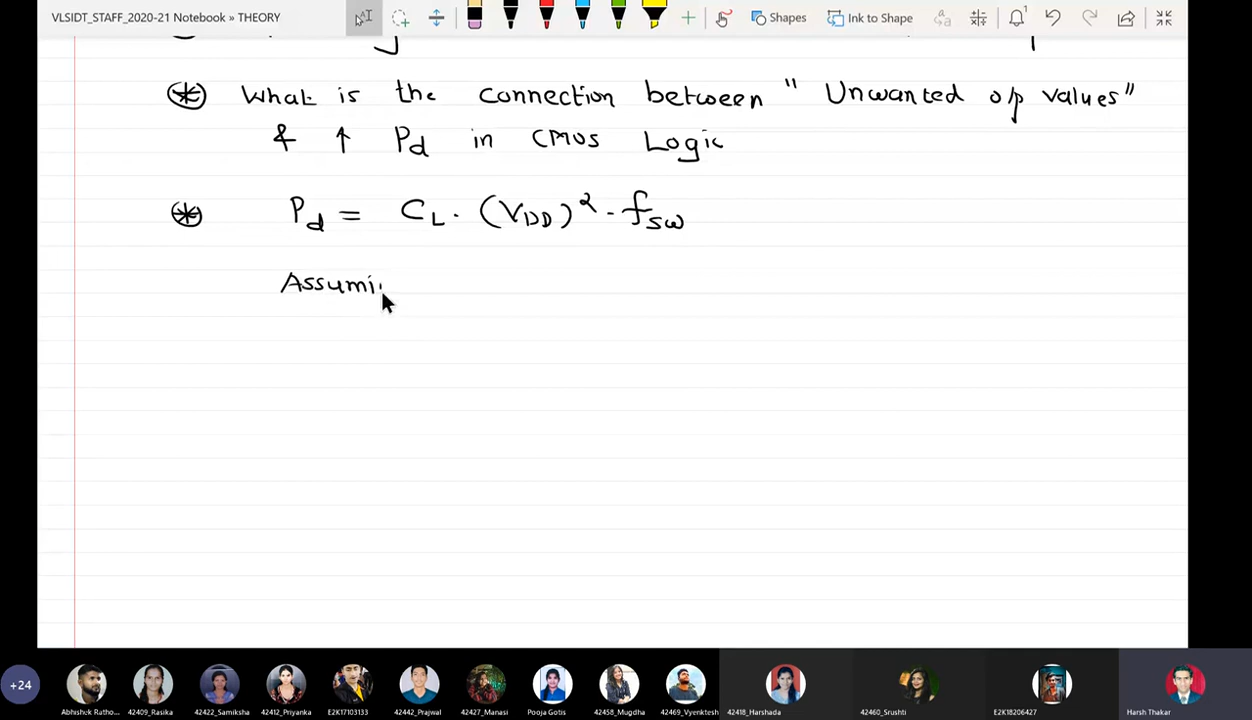 VLSIDT_STAFF_2020-21 Notebook » THEORY
Shapes
Ink to Shape
What is the connection between " Unwanted o/p values"
& ↑ Pd in CMOS Logic
Pd = CL . (VDD)² . fsw
Assumi
+24
Abhishek Ratho...
42409_Rasika
42422_Samiksha
42412_Priyanka
E2K17103133
42442_Prajwal
42427_Manasi
Pooja Gotis
42458_Mugdha
42469_Vyenktesh
42418_Harshada
42460_Srushti
E2K18206427
Harsh Thakar